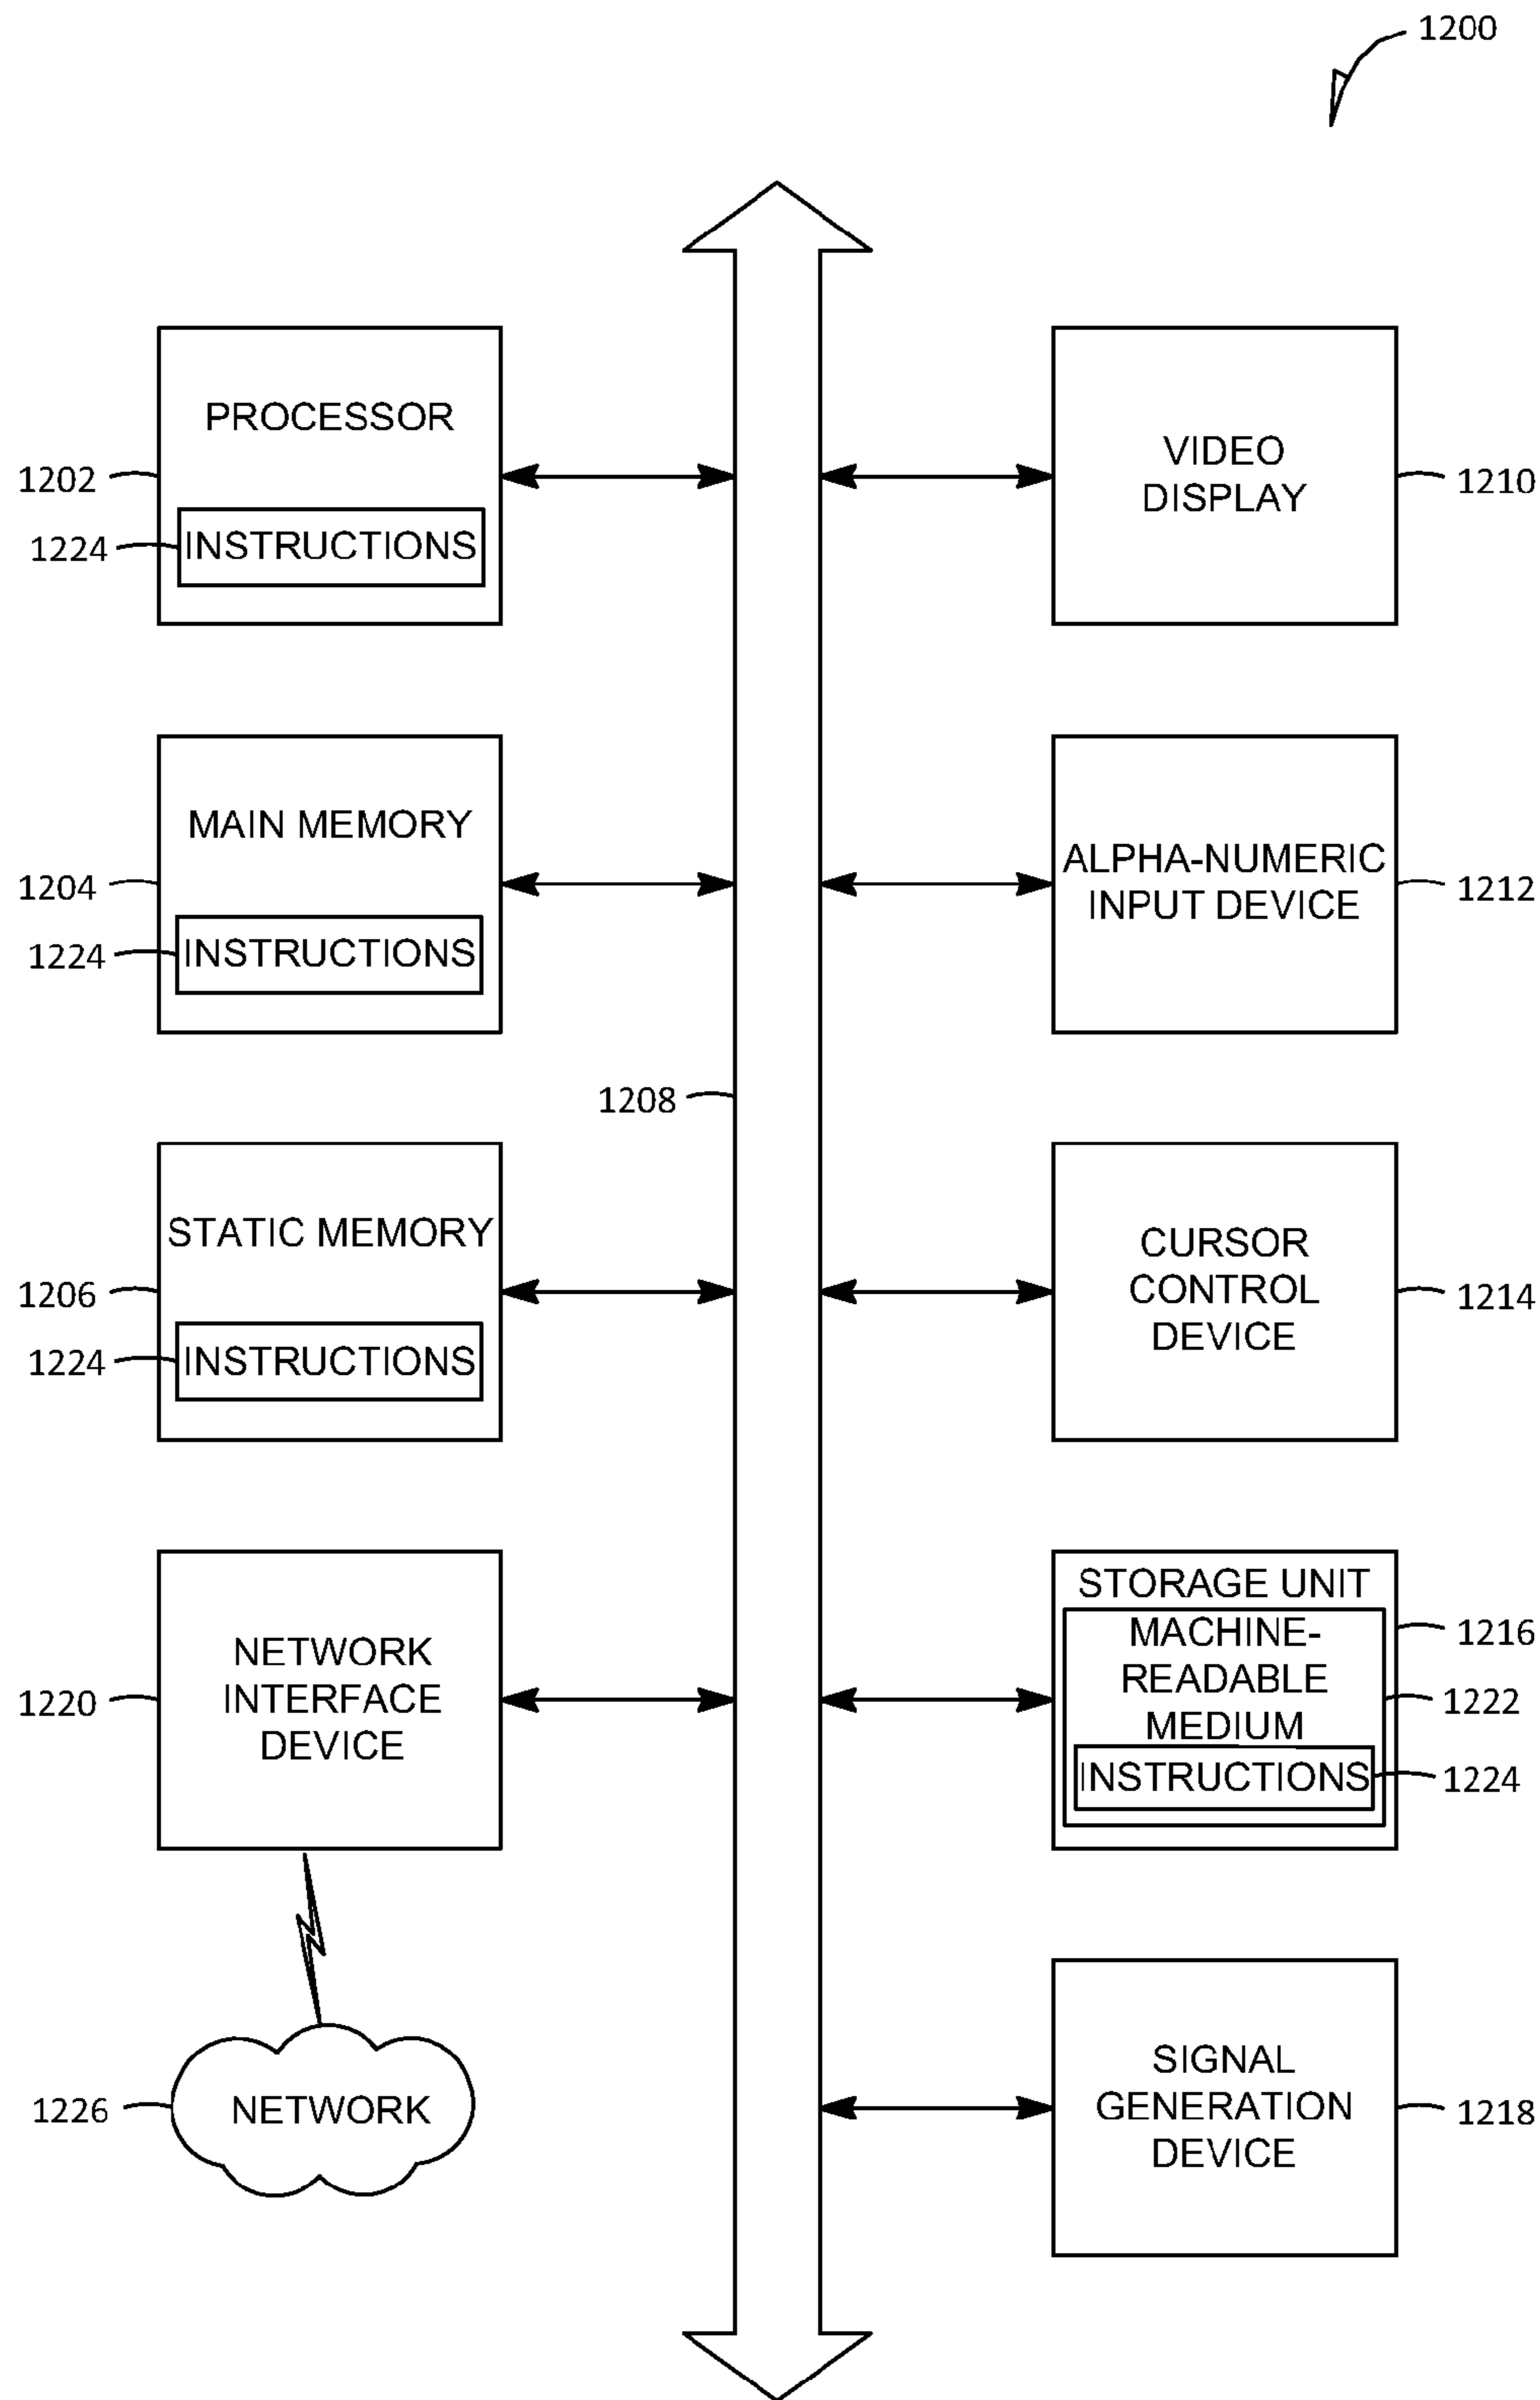 1200
PROCESSOR
1202
1224
INSTRUCTIONS
VIDEO
DISPLAY
1210
MAIN MEMORY
1204
1224
INSTRUCTIONS
ALPHA-NUMERIC
INPUT DEVICE
1212
1208
STATIC MEMORY
1206
1224
INSTRUCTIONS
CURSOR
CONTROL
DEVICE
1214
NETWORK
INTERFACE
DEVICE
1220
STORAGE UNIT
1216
MACHINE-
READABLE
MEDIUM
1222
INSTRUCTIONS
1224
NETWORK
1226
SIGNAL
GENERATION
DEVICE
1218